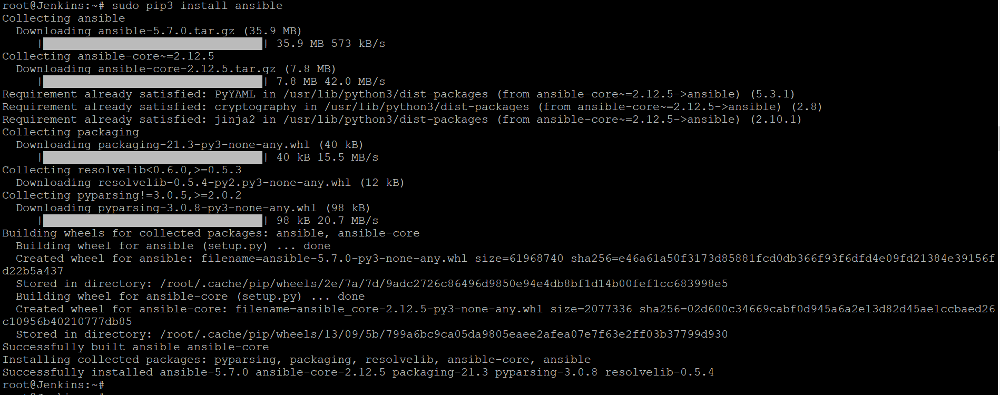 root@Jenkins:~# sudo pip3 install ansible
Collecting ansible
  Downloading ansible-5.7.0.tar.gz (35.9 MB)
     |████████████████████████████████| 35.9 MB 573 kB/s
Collecting ansible-core~=2.12.5
  Downloading ansible-core-2.12.5.tar.gz (7.8 MB)
     |████████████████████████████████| 7.8 MB 42.0 MB/s
Requirement already satisfied: PyYAML in /usr/lib/python3/dist-packages (from ansible-core~=2.12.5->ansible) (5.3.1)
Requirement already satisfied: cryptography in /usr/lib/python3/dist-packages (from ansible-core~=2.12.5->ansible) (2.8)
Requirement already satisfied: jinja2 in /usr/lib/python3/dist-packages (from ansible-core~=2.12.5->ansible) (2.10.1)
Collecting packaging
  Downloading packaging-21.3-py3-none-any.whl (40 kB)
     |████████████████████████████████| 40 kB 15.5 MB/s
Collecting resolvelib<0.6.0,>=0.5.3
  Downloading resolvelib-0.5.4-py2.py3-none-any.whl (12 kB)
Collecting pyparsing!=3.0.5,>=2.0.2
  Downloading pyparsing-3.0.8-py3-none-any.whl (98 kB)
     |████████████████████████████████| 98 kB 20.7 MB/s
Building wheels for collected packages: ansible, ansible-core
  Building wheel for ansible (setup.py) ... done
  Created wheel for ansible: filename=ansible-5.7.0-py3-none-any.whl size=61968740 sha256=e46a61a50f3173d85881fcd0db366f93f6dfd4e09fd21384e39156f
d22b5a437
  Stored in directory: /root/.cache/pip/wheels/2e/7a/7d/9adc2726c86496d9850e94e4db8bf1d14b00fef1cc683998e5
  Building wheel for ansible-core (setup.py) ... done
  Created wheel for ansible-core: filename=ansible_core-2.12.5-py3-none-any.whl size=2077336 sha256=02d600c34669cabf0d945a6a2e13d82d45ae1ccbaed26
c10956b40210777db85
  Stored in directory: /root/.cache/pip/wheels/13/09/5b/799a6bc9ca05da9805eaee2afea07e7f63e2ff03b37799d930
Successfully built ansible ansible-core
Installing collected packages: pyparsing, packaging, resolvelib, ansible-core, ansible
Successfully installed ansible-5.7.0 ansible-core-2.12.5 packaging-21.3 pyparsing-3.0.8 resolvelib-0.5.4
root@Jenkins:~#